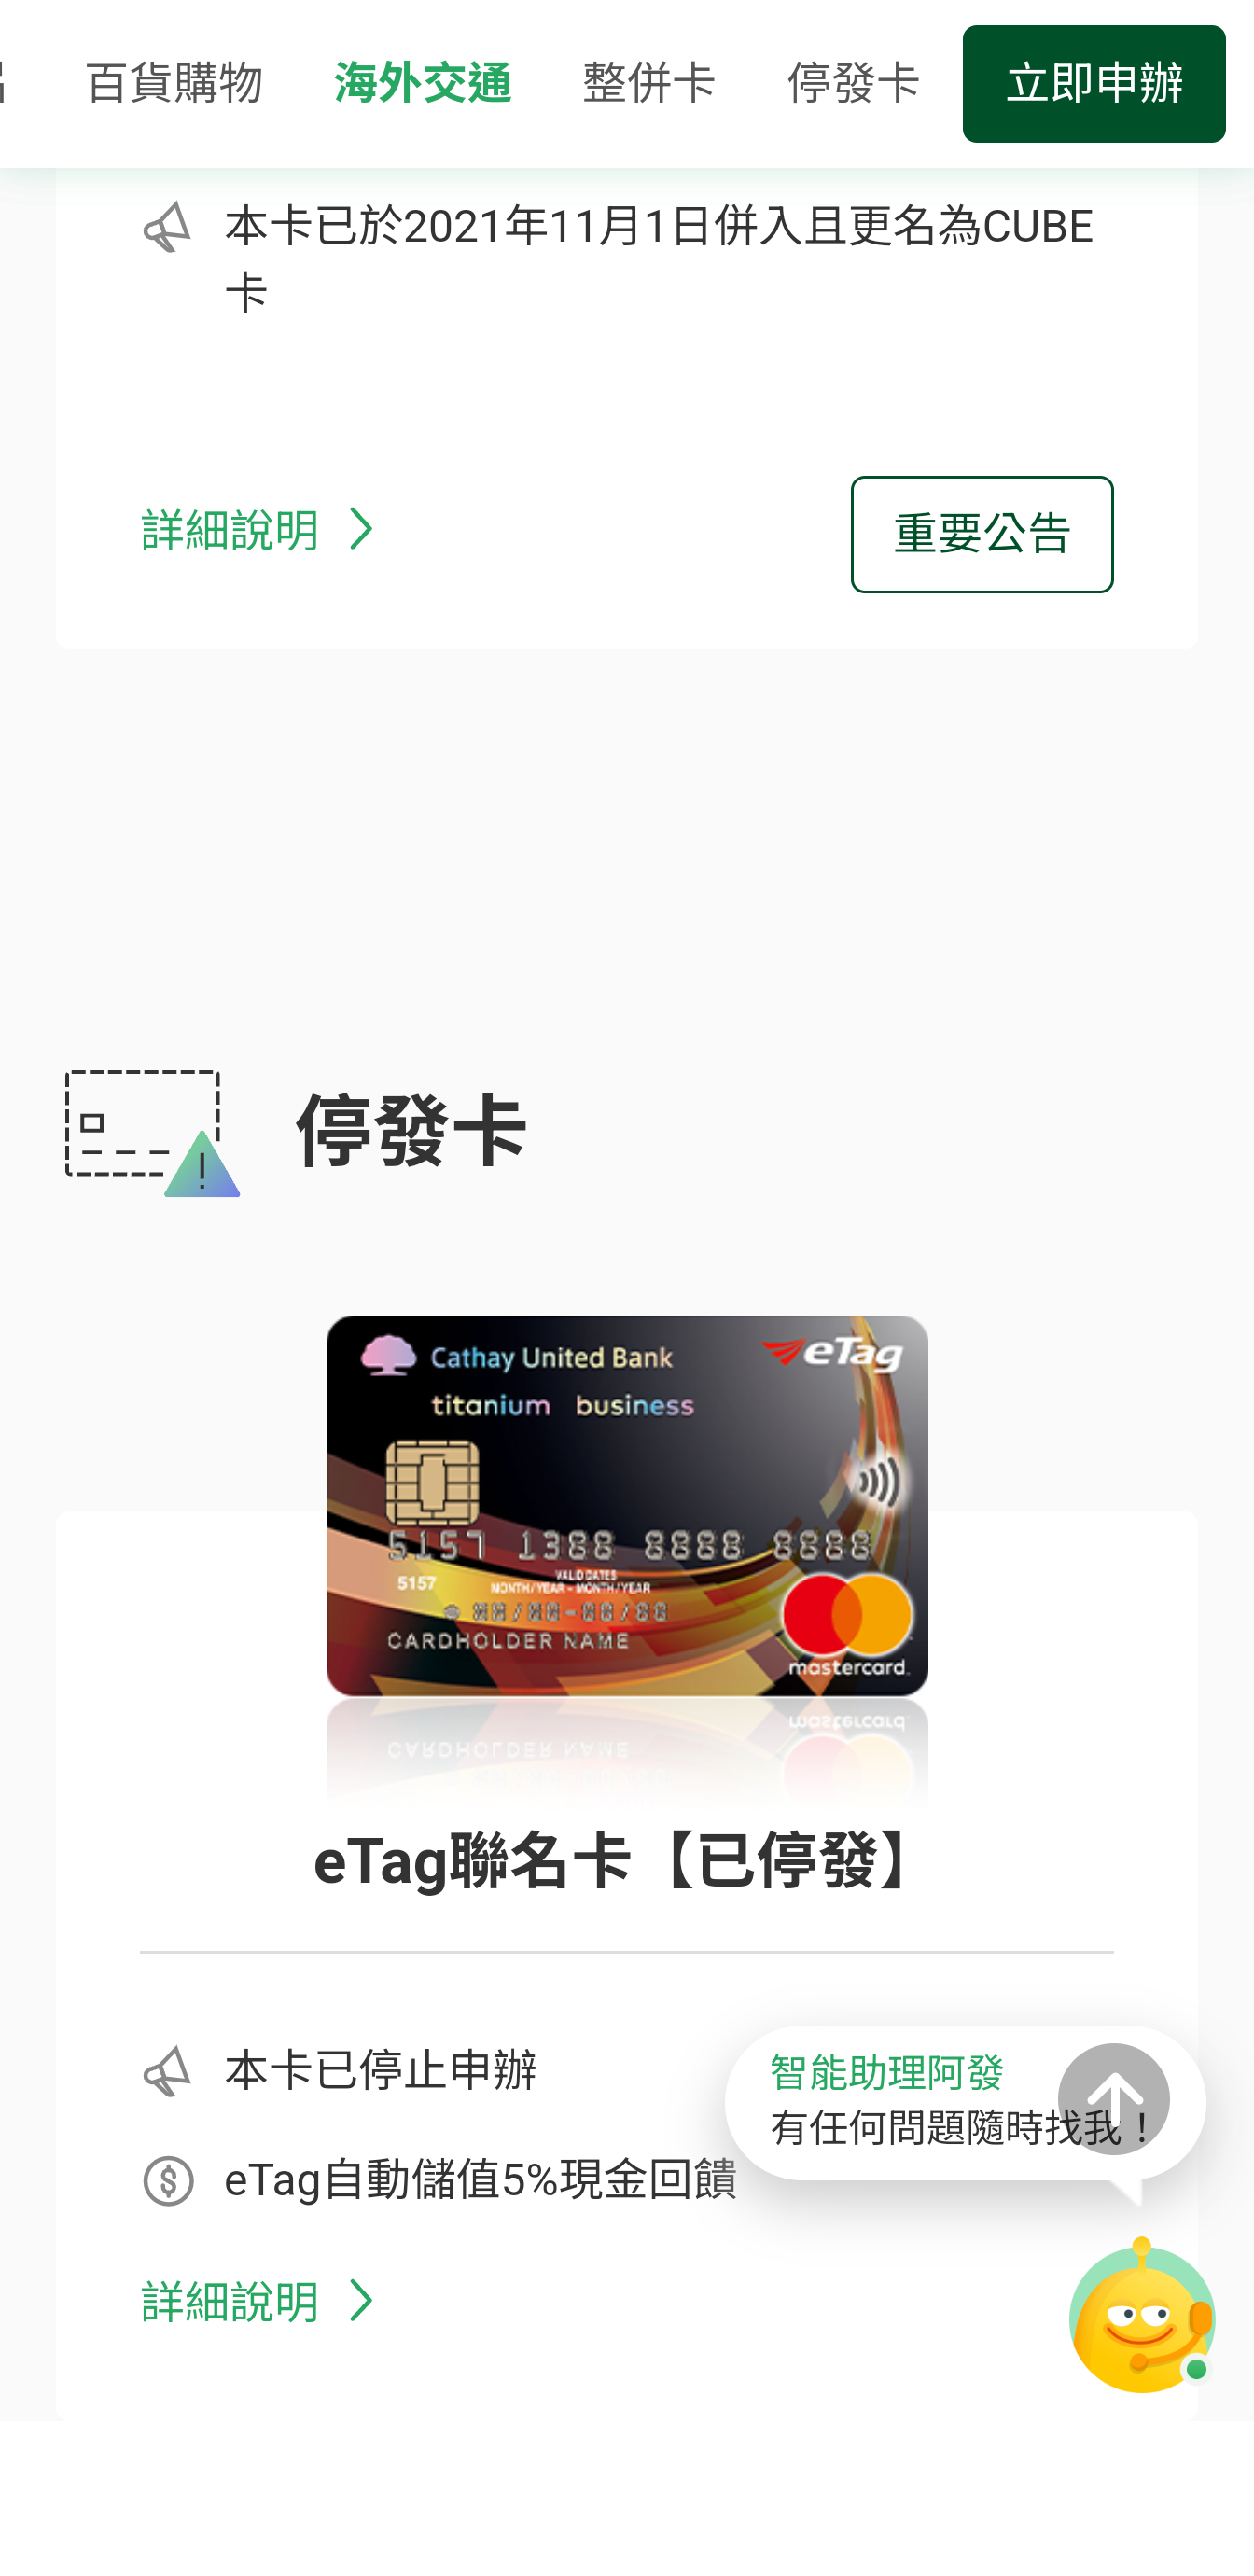 百貨購物 海外交通 整併卡 停發卡 立即申辦
本卡已於2021年11月1日併入且更名為CUBE
卡
詳細說明
重要公告
停發卡
Cathay United Bank
eTag
titanium business
5157 1388 8888 8888
5157
VALID DATES
MONTH/YEAR - MONTH/YEAR
CARDHOLDER NAME
mastercard
eTag聯名卡【已停發】
本卡已停止申辦
智能助理阿發
有任何問題隨時找我！
eTag自動儲值5%現金回饋
詳細說明